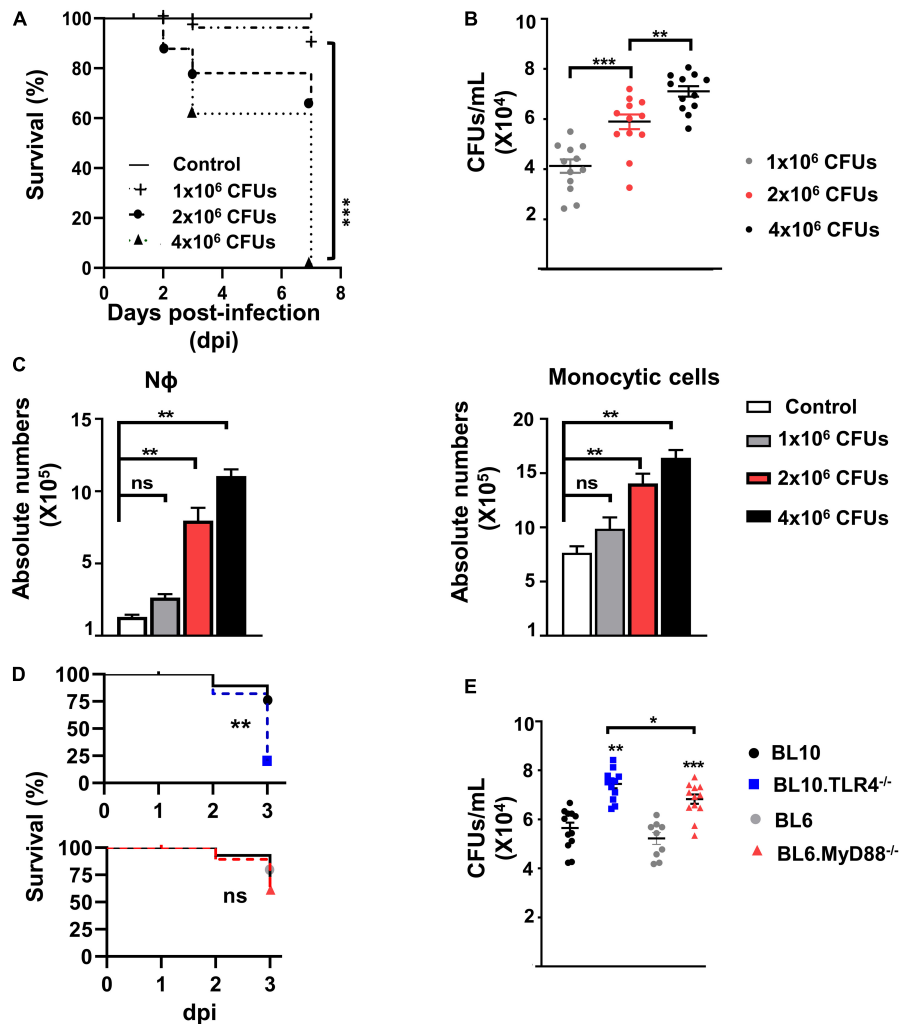 A
Survival (%)
100
80
60
40
20
0
Control
1x10⁶ CFUs
2x10⁶ CFUs
4x10⁶ CFUs
***
0 2 4 6 8
Days post-infection
(dpi)
B
CFUs/mL
(X10⁴)
10
8
6
4
2
***
**
1x10⁶ CFUs
2x10⁶ CFUs
4x10⁶ CFUs
C
Nϕ
Absolute numbers
(X10⁵)
15
10
5
1
**
**
ns
Monocytic cells
Absolute numbers
(X10⁵)
20
15
10
5
1
**
**
ns
Control
1x10⁶ CFUs
2x10⁶ CFUs
4x10⁶ CFUs
D
Survival (%)
100
75
50
25
0
**
100
75
50
25
0
ns
0 1 2 3
dpi
E
CFUs/mL
(X10⁴)
10
8
6
4
2
*
**
***
BL10
BL10.TLR4⁻/⁻
BL6
BL6.MyD88⁻/⁻